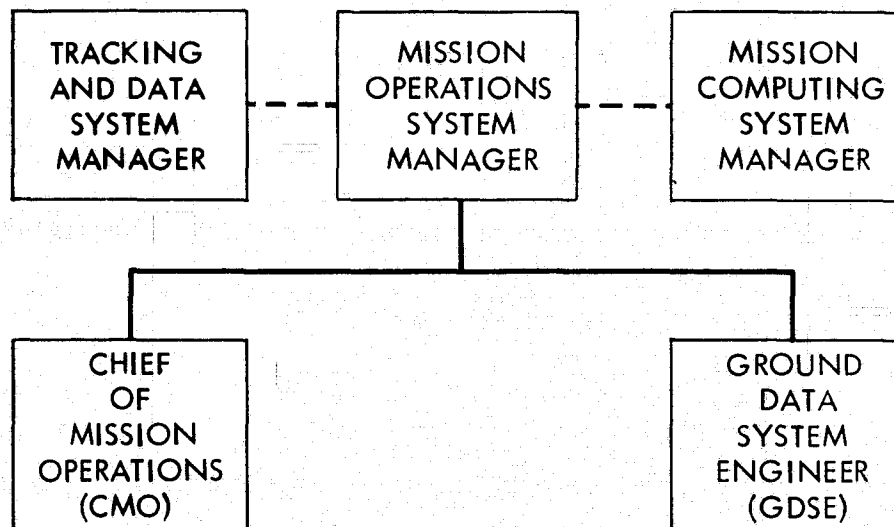 TRACKING
AND DATA
SYSTEM
MANAGER
MISSION
OPERATIONS
SYSTEM
MANAGER
MISSION
COMPUTING
SYSTEM
MANAGER
CHIEF
OF
MISSION
OPERATIONS
(CMO)
GROUND
DATA
SYSTEM
ENGINEER
(GDSE)